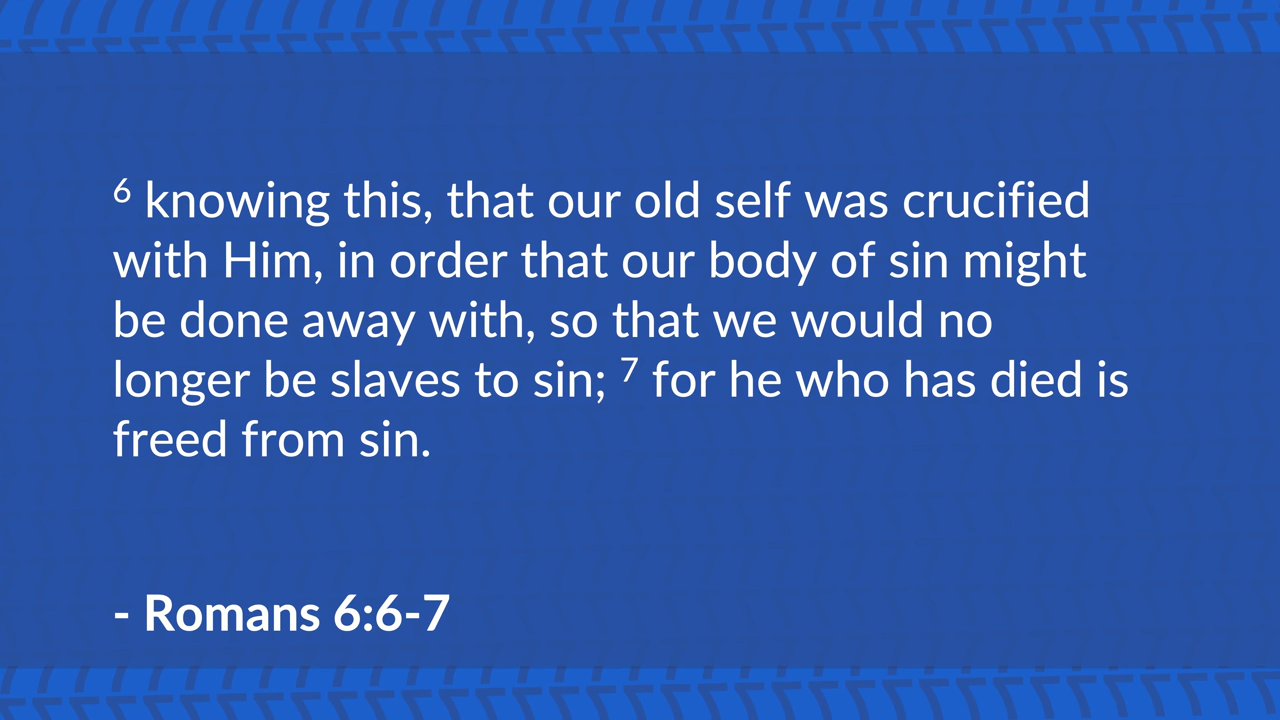 6 knowing this, that our old self was crucified
with Him, in order that our body of sin might
be done away with, so that we would no
longer be slaves to sin; 7 for he who has died is
freed from sin.
- Romans 6:6-7